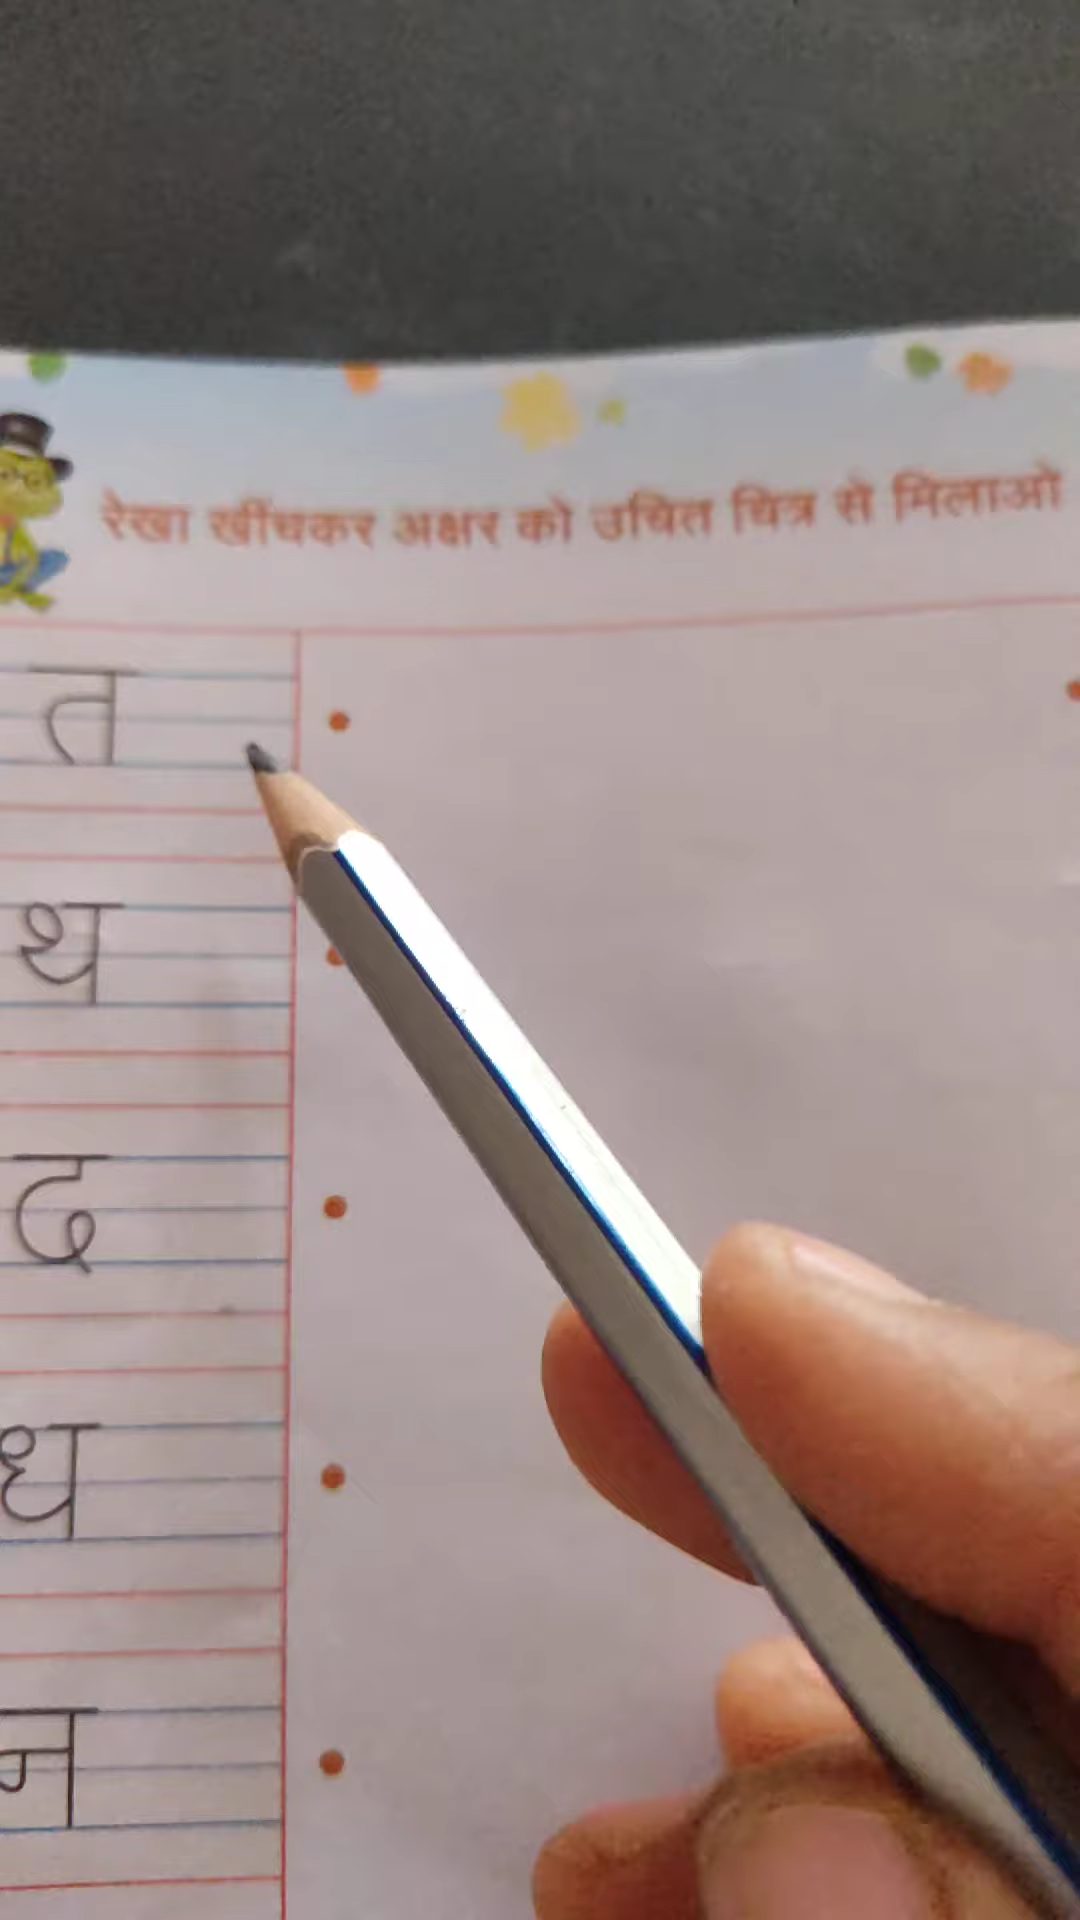 रेखा खींचकर अक्षर को उचित चित्र से मिलाओ
त
थ
द
ध
न